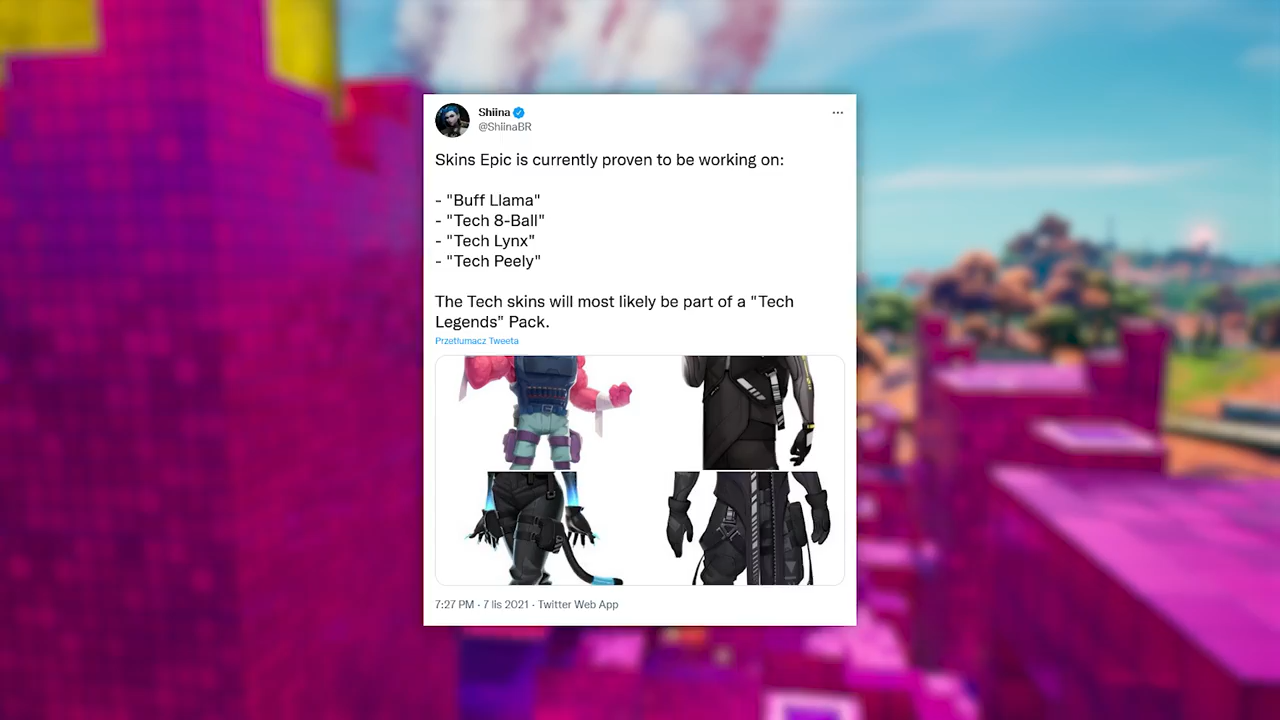 Shiina
@ShiinaBR
Skins Epic is currently proven to be working on:
- "Buff Llama"
- "Tech 8-Ball"
- "Tech Lynx"
- "Tech Peely"
The Tech skins will most likely be part of a "Tech
Legends" Pack.
Przetłumacz Tweeta
7:27 PM · 7 lis 2021 · Twitter Web App